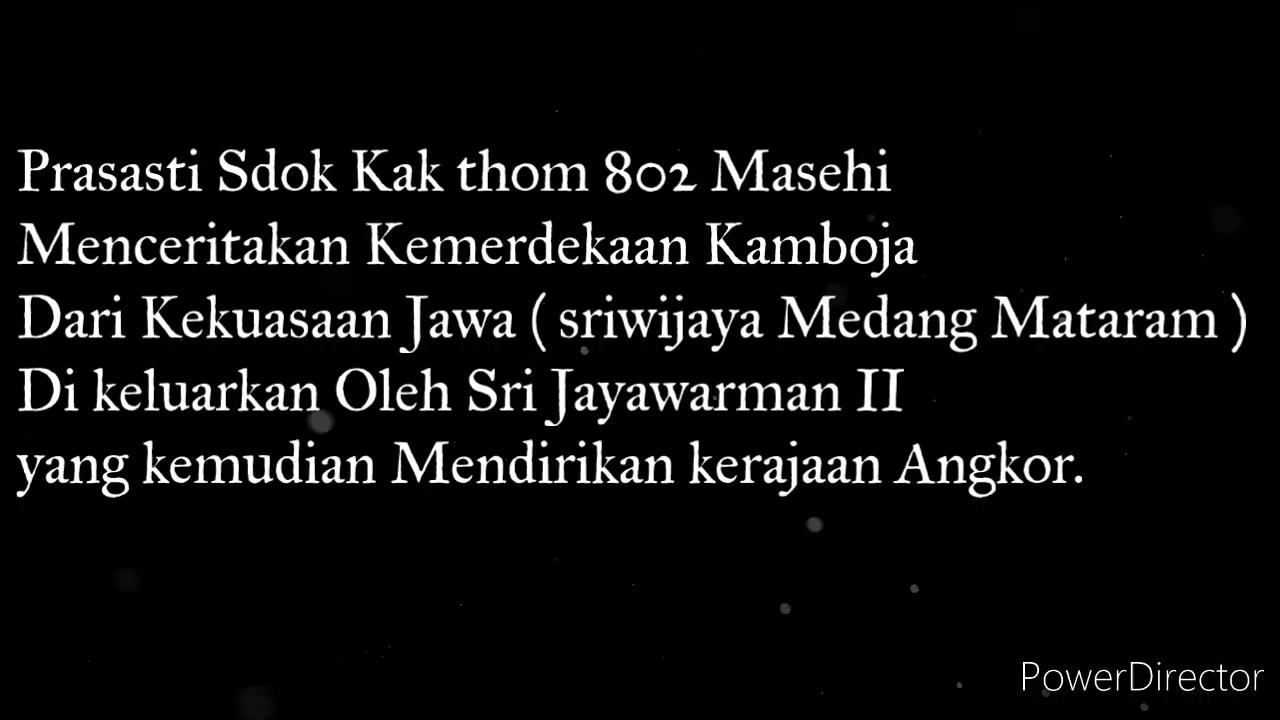 Prasasti Sdok Kak thom 802 Masehi
Menceritakan Kemerdekaan Kamboja
Dari Kekuasaan Jawa ( sriwijaya Medang Mataram )
Di keluarkan Oleh Sri Jayawarman II
yang kemudian Mendirikan kerajaan Angkor.
PowerDirector